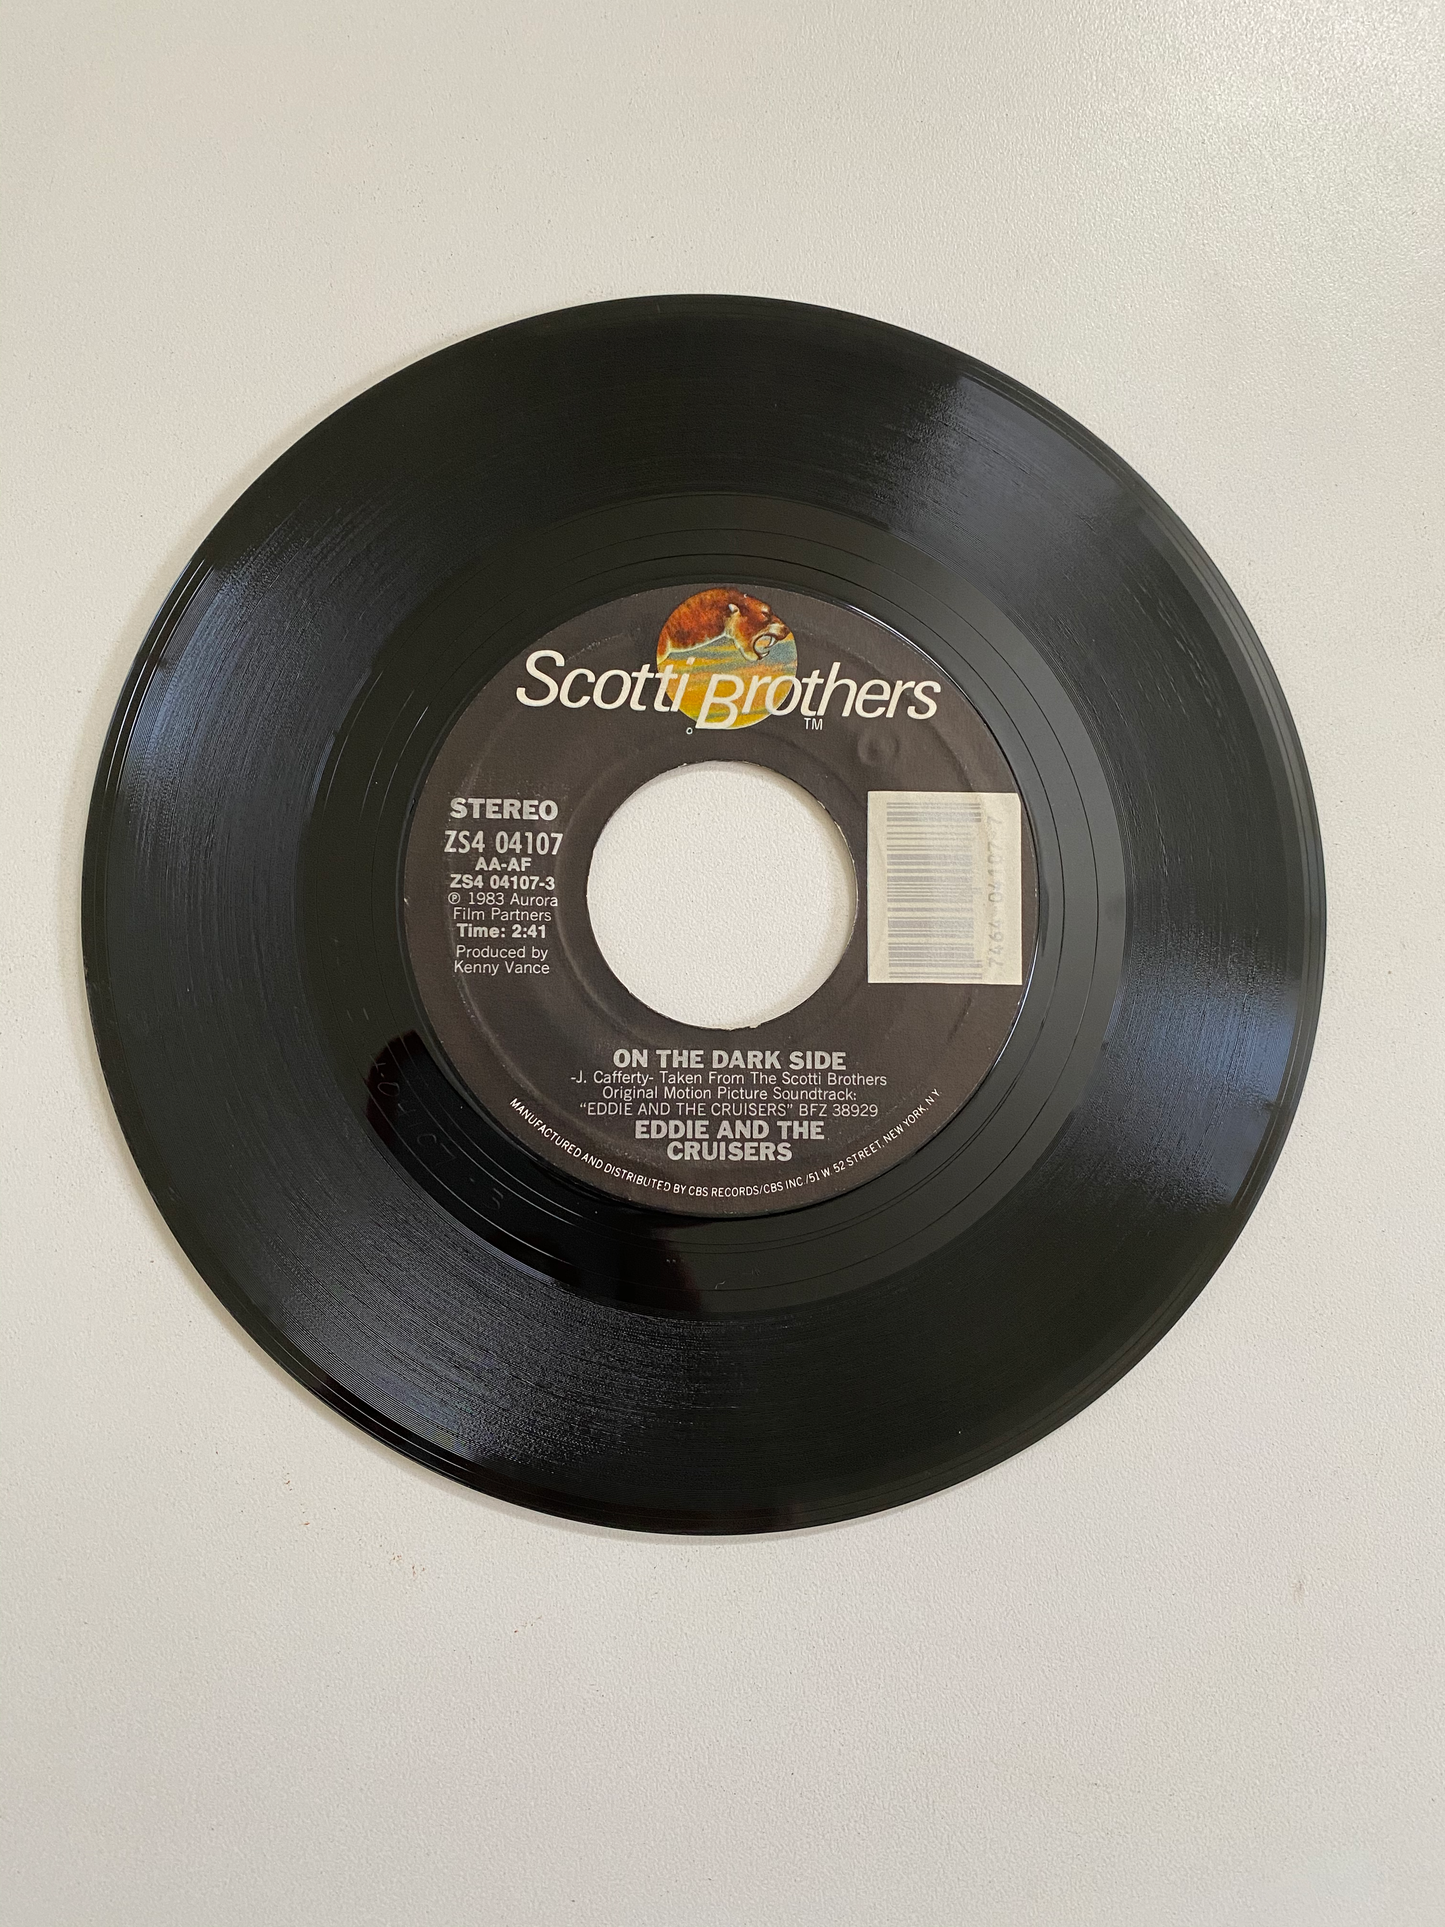 Scotti Brothers
TM
STEREO
ZS4 04107
AA-AF
ZS4 04107-3
℗ 1983 Aurora
Film Partners
Time: 2:41
Produced by
Kenny Vance
7464 04107 7
ON THE DARK SIDE
-J. Cafferty- Taken From The Scotti Brothers
Original Motion Picture Soundtrack:
"EDDIE AND THE CRUISERS" BFZ 38929
EDDIE AND THE
CRUISERS
MANUFACTURED AND DISTRIBUTED BY CBS RECORDS/CBS INC./51 W. 52 STREET, NEW YORK, N.Y.